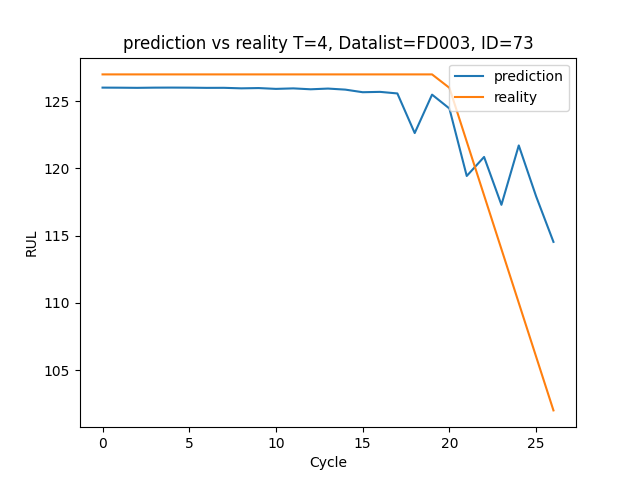 prediction vs reality T=4, Datalist=FD003, ID=73
prediction
reality
RUL
125
120
115
110
105
0 5 10 15 20 25
Cycle